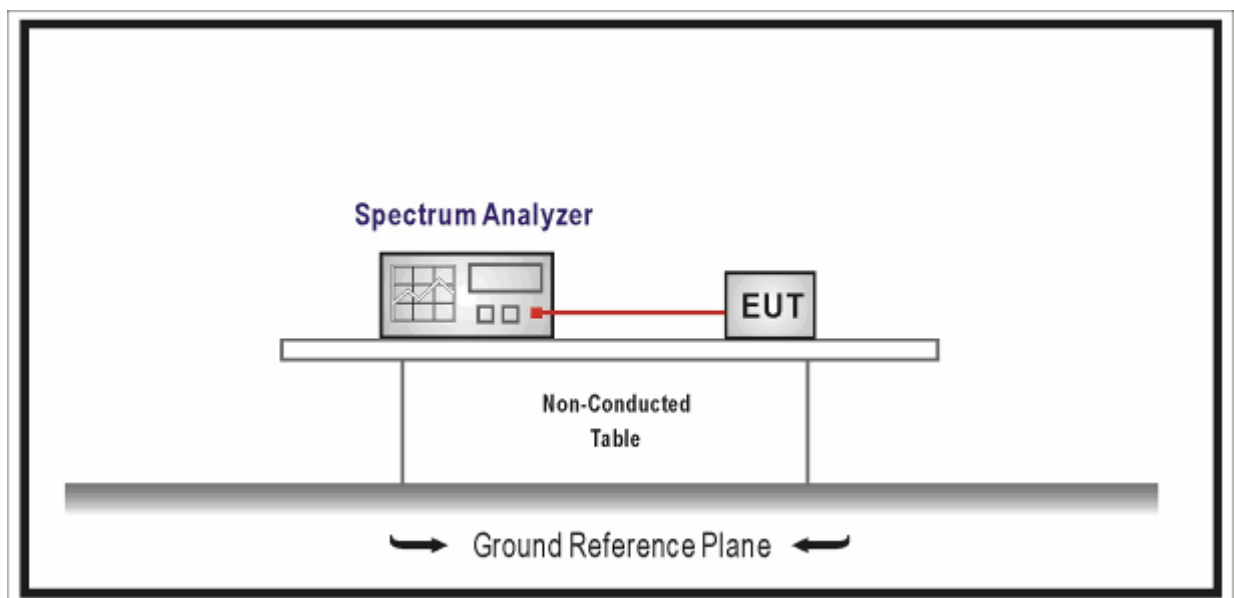 Spectrum Analyzer
EUT
Non-Conducted
Table
Ground Reference Plane